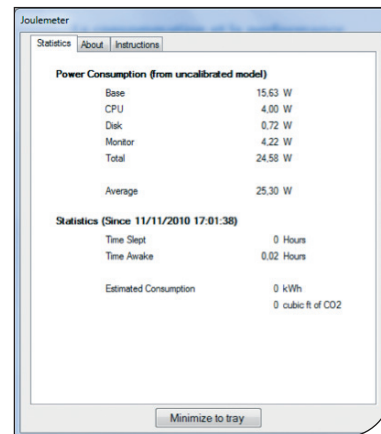 Joulemeter
Statistics About Instructions
Power Consumption (from uncalibrated model)
Base 15,63 W
CPU 4,00 W
Disk 0,72 W
Monitor 4,22 W
Total 24,58 W
Average 25,30 W
Statistics (Since 11/11/2010 17:01:38)
Time Slept 0 Hours
Time Awake 0,02 Hours
Estimated Consumption 0 kWh
0 cubic ft of CO2
Minimize to tray